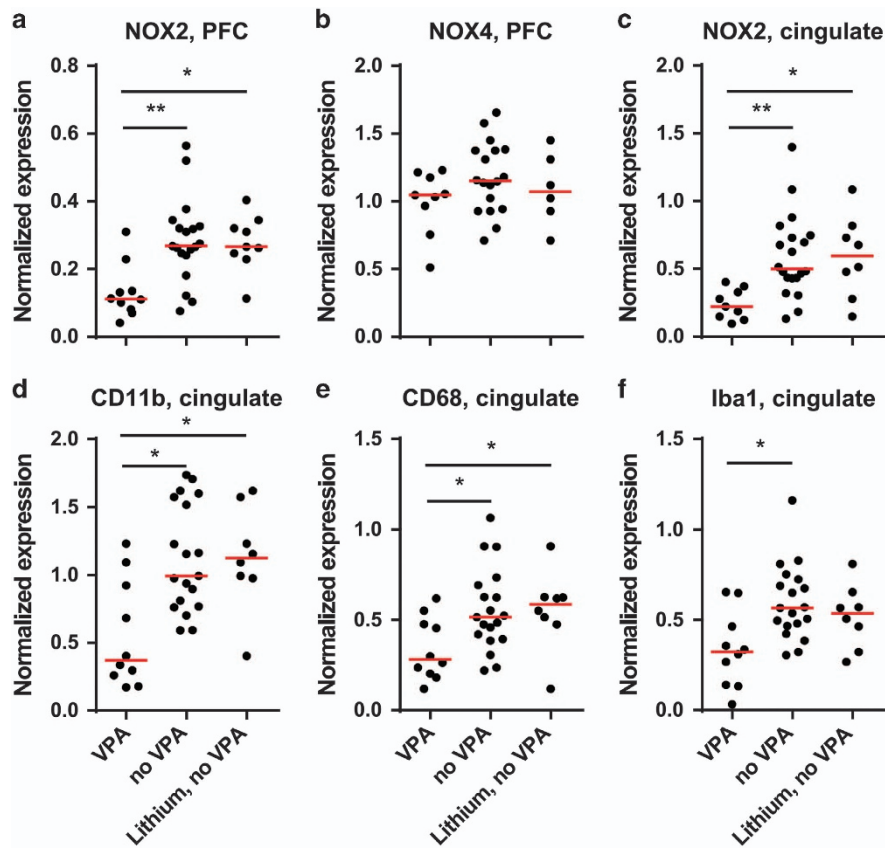 a NOX2, PFC
Normalized expression
0.8
0.6
0.4
0.2
0.0
*
**
b NOX4, PFC
Normalized expression
2.0
1.5
1.0
0.5
0.0
c NOX2, cingulate
Normalized expression
2.0
1.5
1.0
0.5
0.0
*
**
d CD11b, cingulate
Normalized expression
2.0
1.5
1.0
0.5
0.0
*
*
VPA
no VPA
Lithium, no VPA
e CD68, cingulate
Normalized expression
1.5
1.0
0.5
0.0
*
*
VPA
no VPA
Lithium, no VPA
f Iba1, cingulate
Normalized expression
1.5
1.0
0.5
0.0
*
VPA
no VPA
Lithium, no VPA